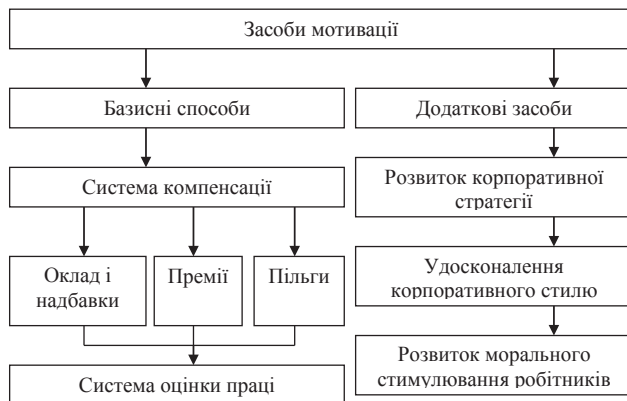 Засоби мотивації
Базисні способи
Додаткові засоби
Система компенсації
Розвиток корпоративної
стратегії
Оклад і
надбавки
Премії
Пільги
Удосконалення
корпоративного стилю
Система оцінки праці
Розвиток морального
стимулювання робітників